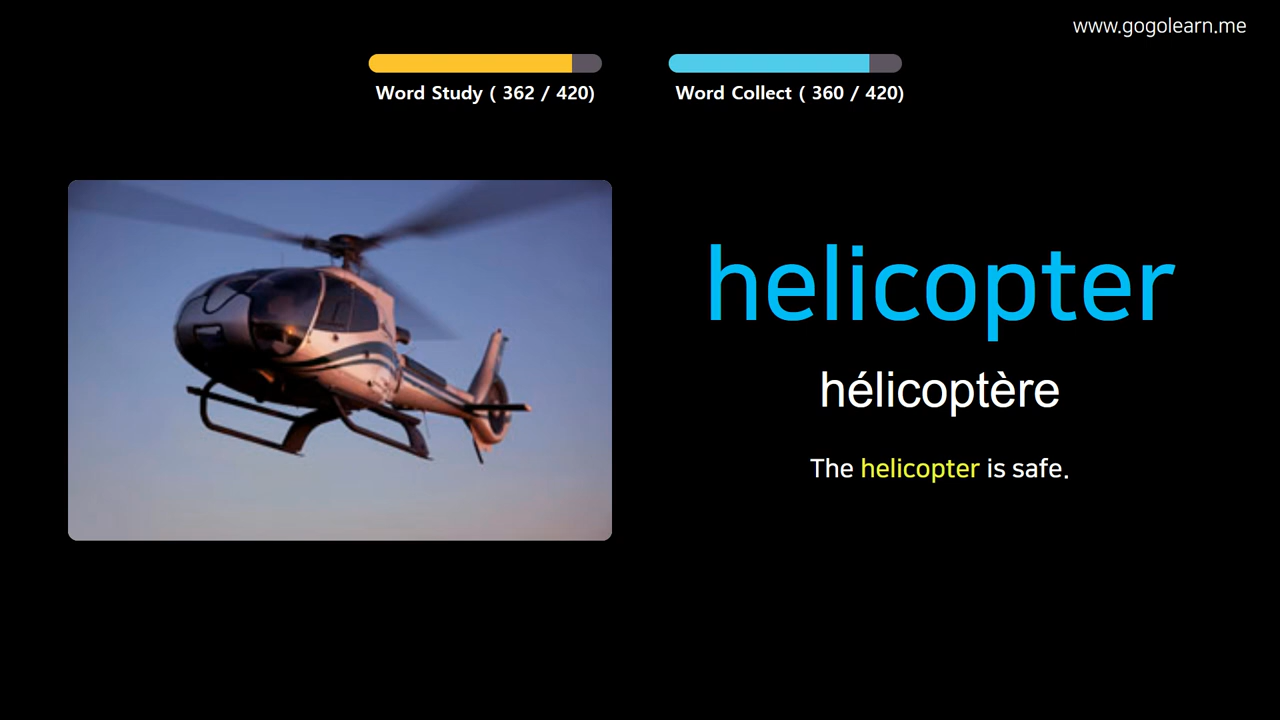 www.gogolearn.me
Word Study ( 362 / 420)
Word Collect ( 360 / 420)
helicopter
hélicoptère
The helicopter is safe.